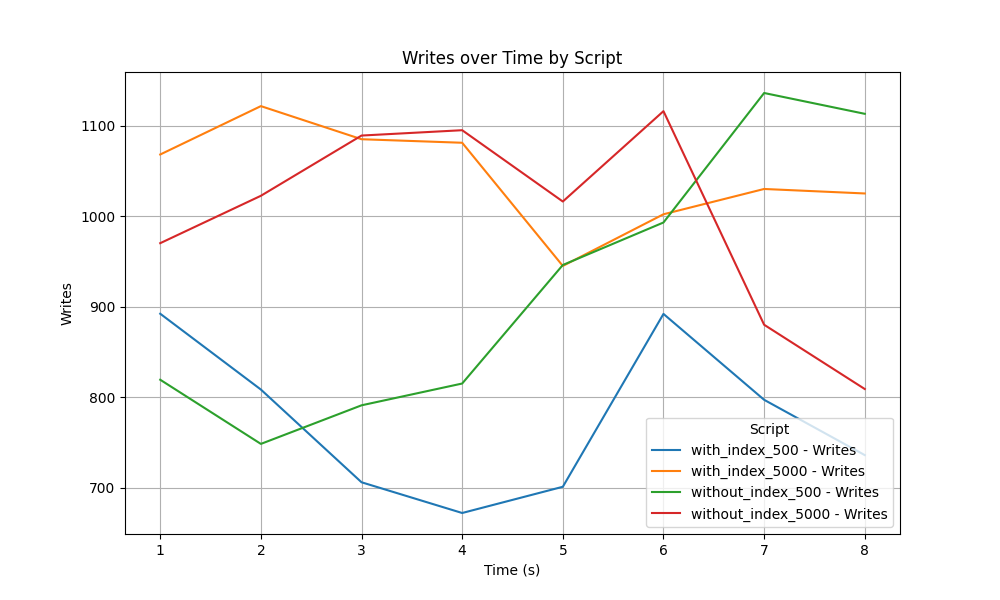 Writes over Time by Script
Writes
1100
1000
900
800
700
1 2 3 4 5 6 7 8
Time (s)
Script
with_index_500 - Writes
with_index_5000 - Writes
without_index_500 - Writes
without_index_5000 - Writes